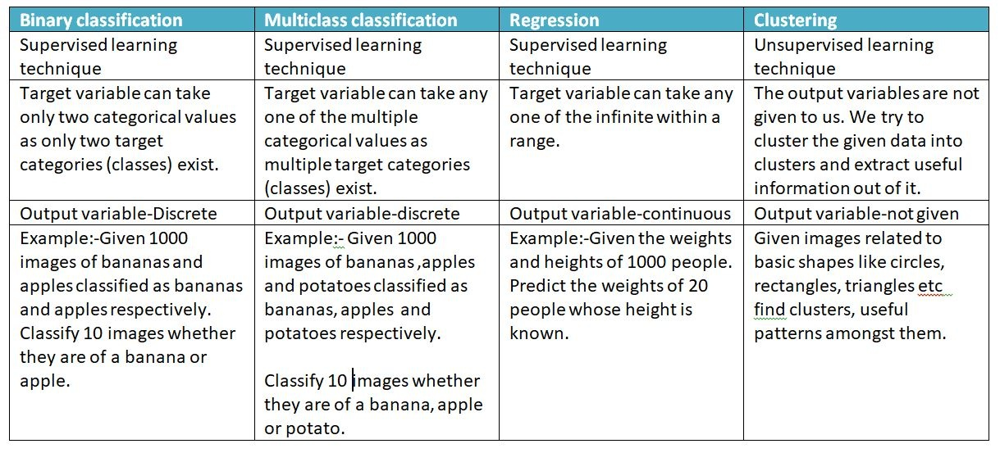 Binary classification
Multiclass classification
Regression
Clustering
Supervised learning
technique
Supervised learning
technique
Supervised learning
technique
Unsupervised learning
technique
Target variable can take
only two categorical values
as only two target
categories (classes) exist.
Target variable can take any
one of the multiple
categorical values as
multiple target categories
(classes) exist.
Target variable can take any
one of the infinite within a
range.
The output variables are not
given to us. We try to
cluster the given data into
clusters and extract useful
information out of it.
Output variable-Discrete
Output variable-discrete
Output variable-continuous
Output variable-not given
Example:-Given 1000
images of bananas and
apples classified as bananas
and apples respectively.
Classify 10 images whether
they are of a banana or
apple.
Example:- Given 1000
images of bananas ,apples
and potatoes classified as
bananas, apples and
potatoes respectively.
Classify 10 images whether
they are of a banana, apple
or potato.
Example:-Given the weights
and heights of 1000 people.
Predict the weights of 20
people whose height is
known.
Given images related to
basic shapes like circles,
rectangles, triangles etc
find clusters, useful
patterns amongst them.